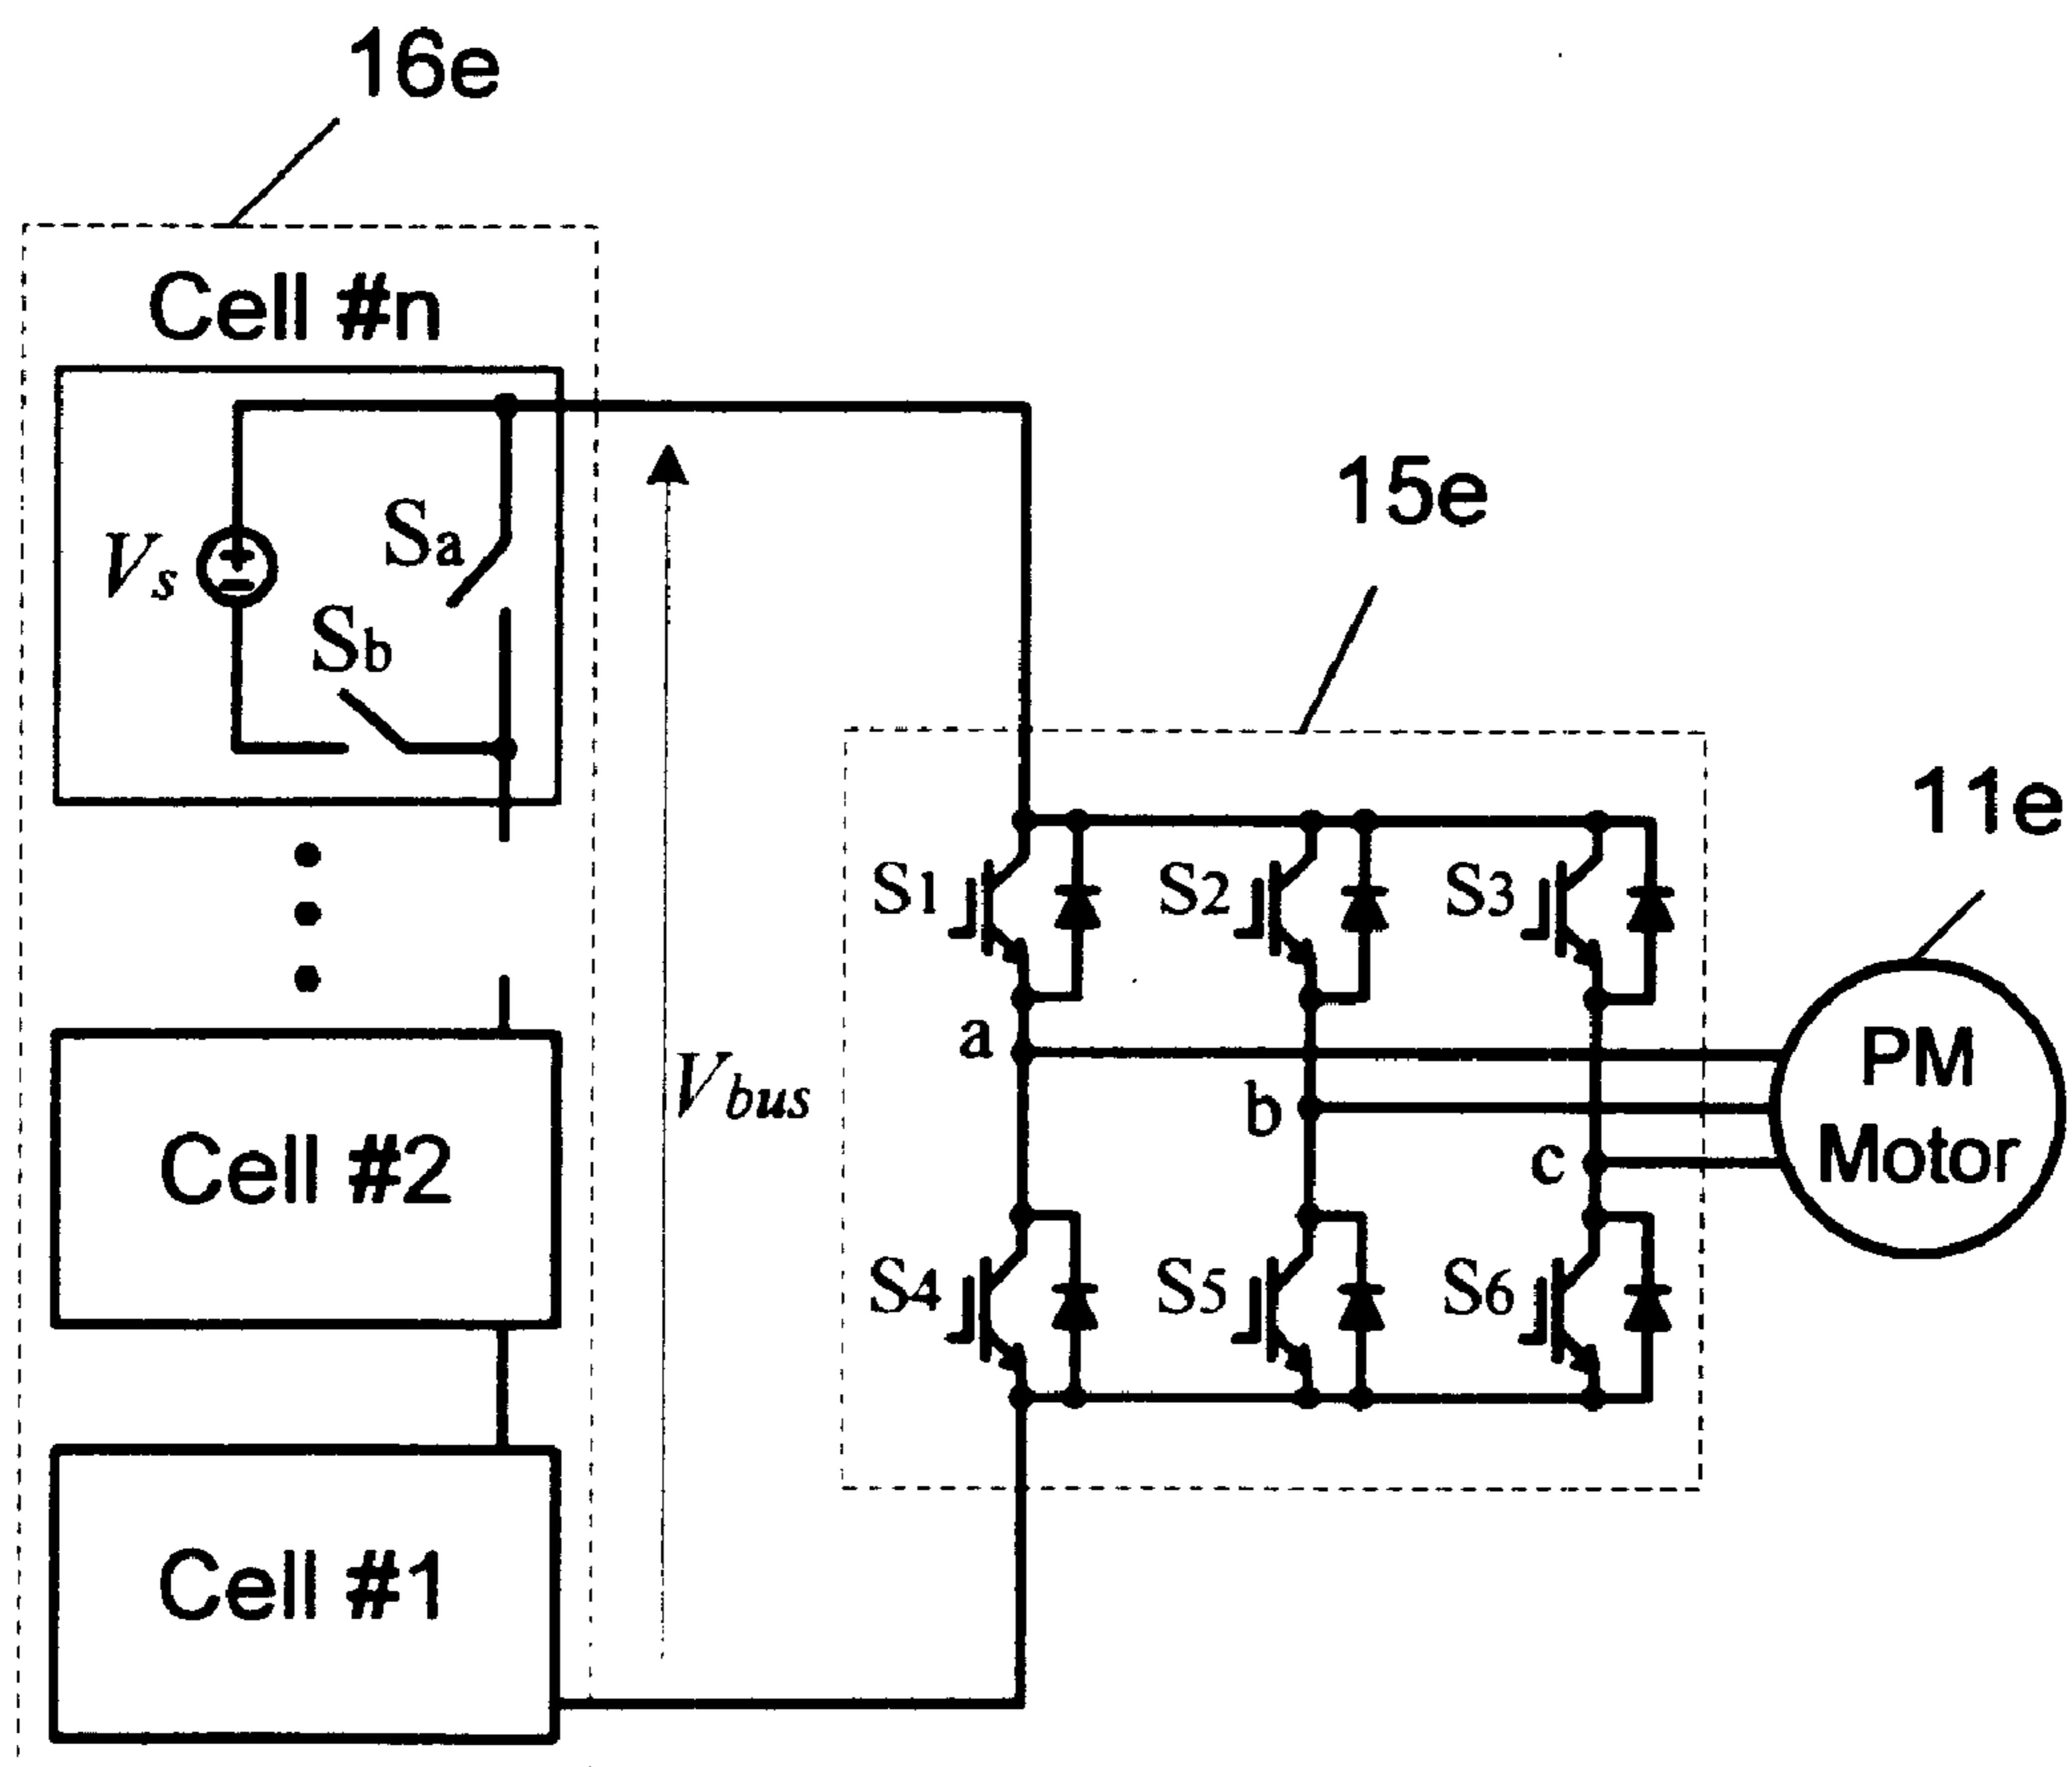 16e
Cell #n
Vs
Sa
Sb
15e
11e
S1
S2
S3
a
PM
Motor
Vbus
b
c
Cell #2
S4
S5
S6
Cell #1